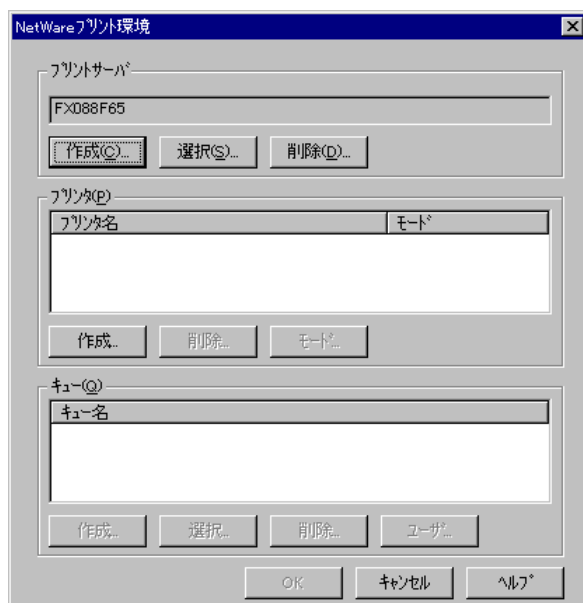 NetWareﾌﾟﾘﾝﾄ環境
ﾌﾟﾘﾝﾄｻｰﾊﾞ
FX088F65
作成(C)... 選択(S)... 削除(D)...
ﾌﾟﾘﾝﾀ(P)
ﾌﾟﾘﾝﾀ名 ﾓｰﾄﾞ
作成... 削除... ﾓｰﾄﾞ...
ｷｭｰ(Q)
ｷｭｰ名
作成... 選択... 削除... ﾕｰｻﾞ...
OK ｷｬﾝｾﾙ ﾍﾙﾌﾟ